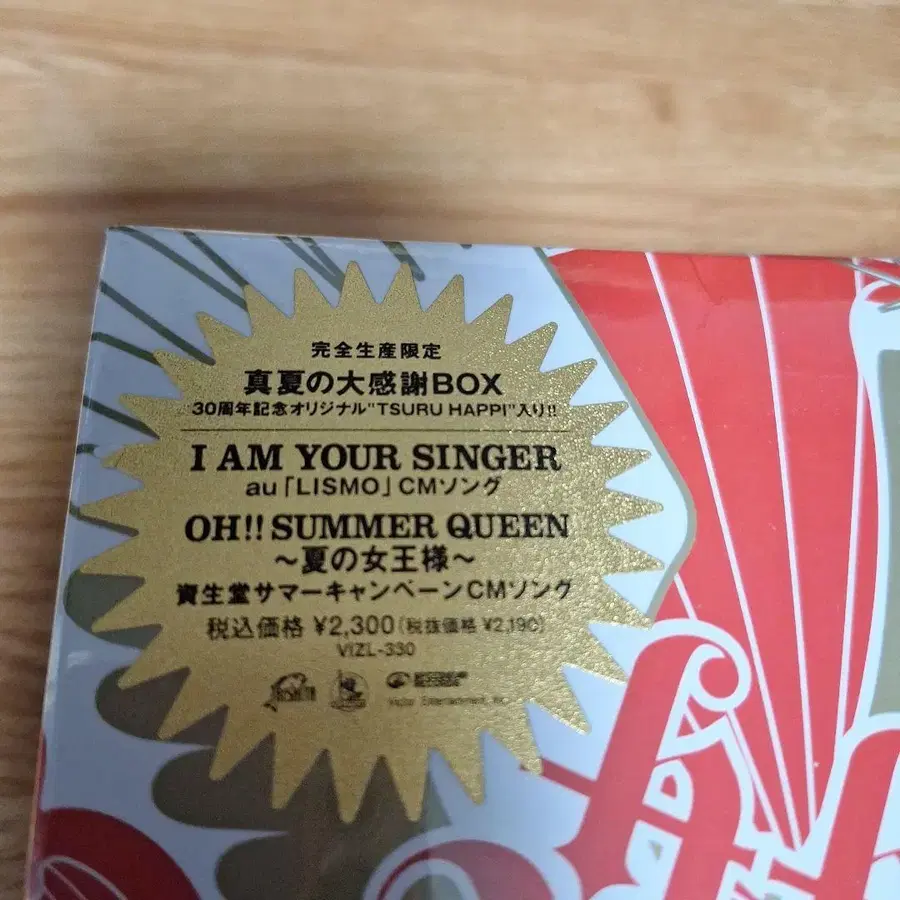 完全生産限定
真夏の大感謝BOX
30周年記念オリジナル"TSURU HAPPI"入り!!
I AM YOUR SINGER
au「LISMO」CMソング
OH!! SUMMER QUEEN
～夏の女王様～
資生堂サマーキャンペーンCMソング
税込価格 ¥2,300(税抜価格 ¥2,190)
VIZL-330
Victor Entertainment, Inc.